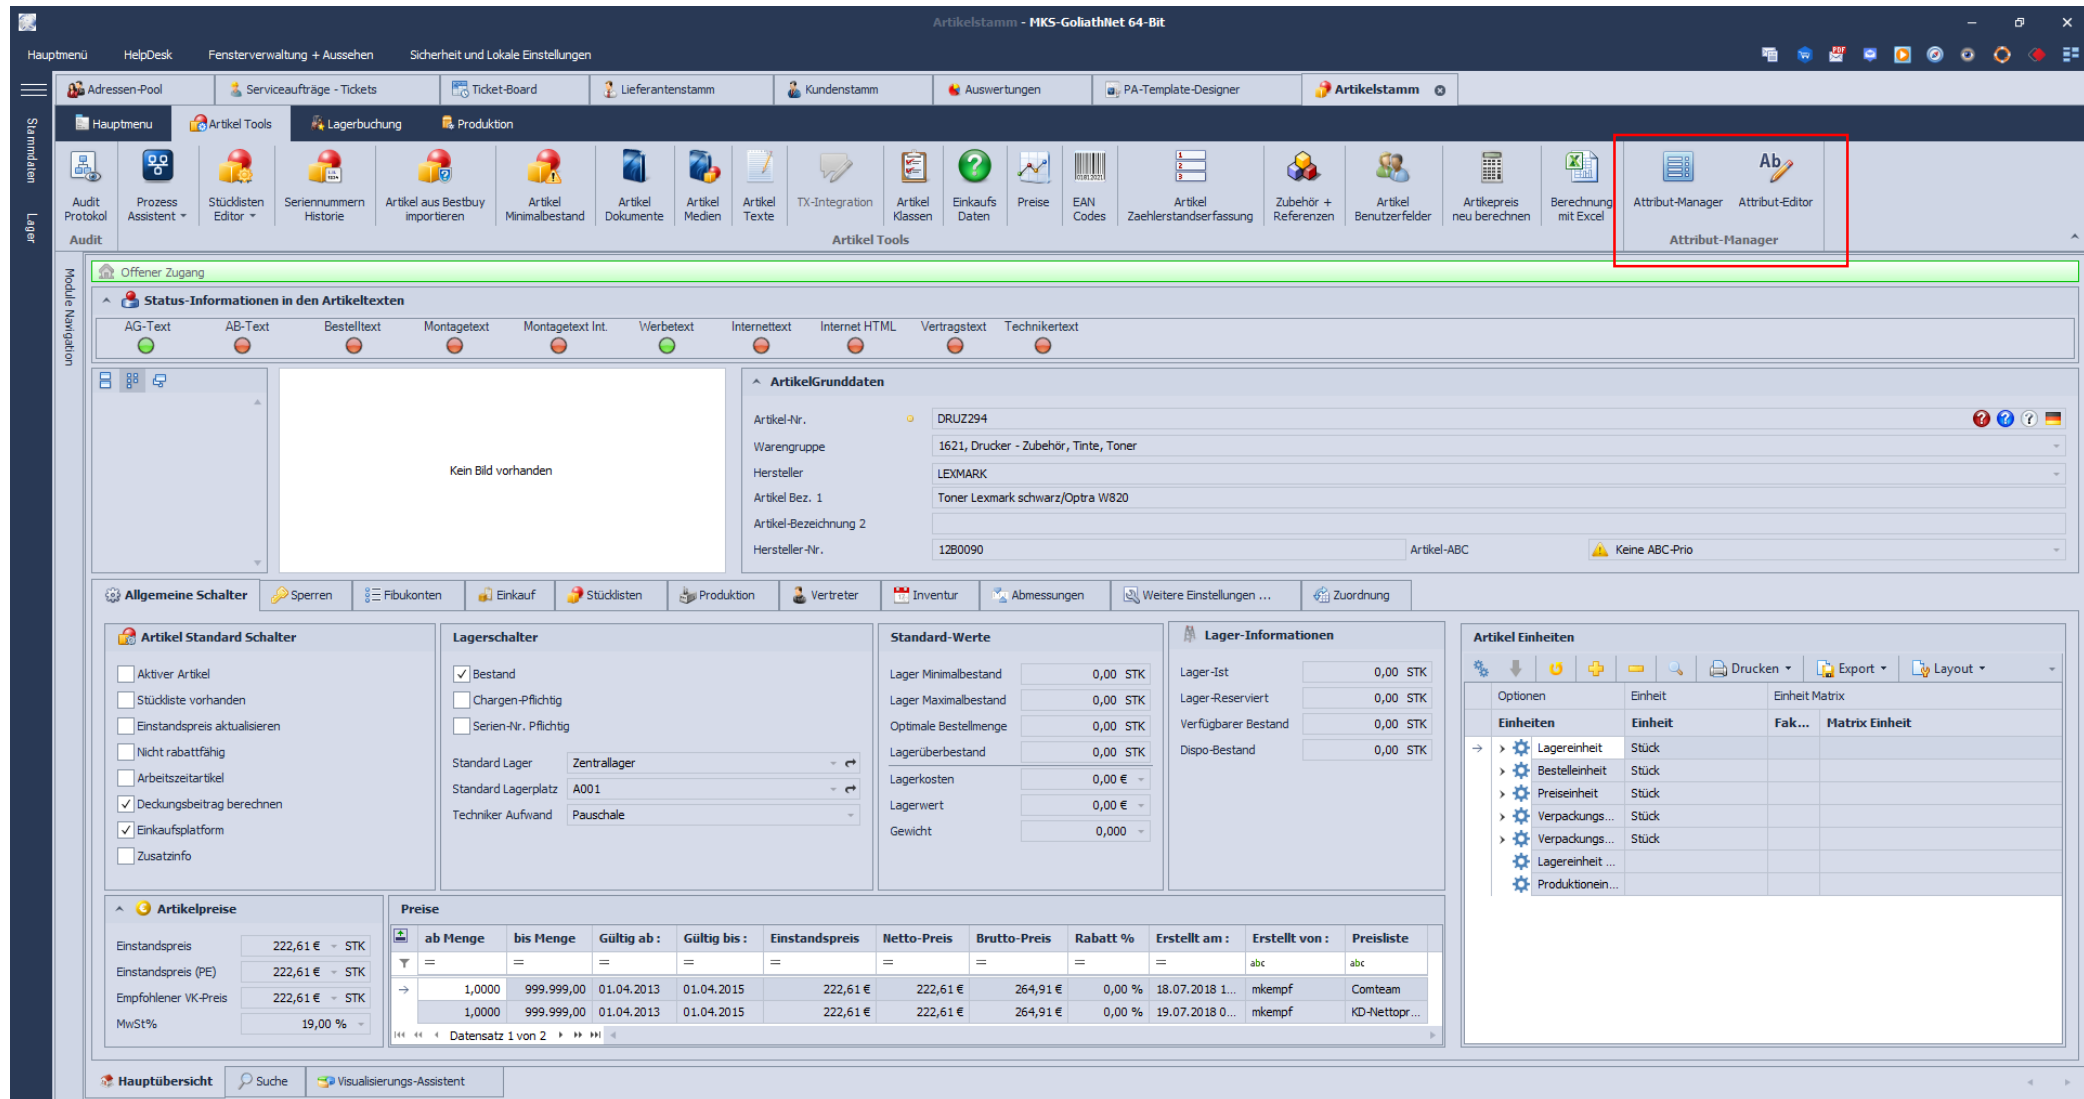 Artikelstamm - MKS-GoliathNet 64-Bit
Hauptmenü HelpDesk Fensterverwaltung + Aussehen Sicherheit und Lokale Einstellungen
Adressen-Pool Serviceaufträge - Tickets Ticket-Board Lieferantenstamm Kundenstamm Auswertungen PA-Template-Designer Artikelstamm
Stammdaten
Lager
Hauptmenu Artikel Tools Lagerbuchung Produktion
Audit Protokol
Prozess Assistent
Stücklisten Editor
Seriennummern Historie
Artikel aus Bestbuy importieren
Artikel Minimalbestand
Artikel Dokumente
Artikel Medien
Artikel Texte
TX-Integration
Artikel Klassen
Einkaufs Daten
Preise
EAN Codes
Artikel Zaehlerstandserfassung
Zubehör + Referenzen
Artikel Benutzerfelder
Artikepreis neu berechnen
Berechnung mit Excel
Attribut-Manager
Attribut-Editor
Audit Artikel Tools Attribut-Manager
Module Navigation
Offener Zugang
Status-Informationen in den Artikeltexten
AG-Text AB-Text Bestelltext Montagetext Montagetext Int. Werbetext Internettext Internet HTML Vertragstext Technikertext
Kein Bild vorhanden
ArtikelGrunddaten
Artikel-Nr. DRUZ294
Warengruppe 1621, Drucker - Zubehör, Tinte, Toner
Hersteller LEXMARK
Artikel Bez. 1 Toner Lexmark schwarz/Optra W820
Artikel-Bezeichnung 2
Hersteller-Nr. 12B0090 Artikel-ABC Keine ABC-Prio
Allgemeine Schalter Sperren Fibukonten Einkauf Stücklisten Produktion Vertreter Inventur Abmessungen Weitere Einstellungen ... Zuordnung
Artikel Standard Schalter
Aktiver Artikel
Stückliste vorhanden
Einstandspreis aktualisieren
Nicht rabattfähig
Arbeitszeitartikel
Deckungsbeitrag berechnen
Einkaufsplatform
Zusatzinfo
Lagerschalter
Bestand
Chargen-Pflichtig
Serien-Nr. Pflichtig
Standard Lager Zentrallager
Standard Lagerplatz A001
Techniker Aufwand Pauschale
Standard-Werte
Lager Minimalbestand 0,00 STK
Lager Maximalbestand 0,00 STK
Optimale Bestellmenge 0,00 STK
Lagerüberbestand 0,00 STK
Lagerkosten 0,00 €
Lagerwert 0,00 €
Gewicht 0,000
Lager-Informationen
Lager-Ist 0,00 STK
Lager-Reserviert 0,00 STK
Verfügbarer Bestand 0,00 STK
Dispo-Bestand 0,00 STK
Artikel Einheiten
Drucken Export Layout
Optionen Einheit Einheit Matrix
Einheiten Einheit Fak... Matrix Einheit
Lagereinheit Stück
Bestelleinheit Stück
Preiseinheit Stück
Verpackungs... Stück
Verpackungs... Stück
Lagereinheit ...
Produktionein...
Artikelpreise
Einstandspreis 222,61 € STK
Einstandspreis (PE) 222,61 € STK
Empfohlener VK-Preis 222,61 € STK
MwSt% 19,00 %
Preise
ab Menge bis Menge Gültig ab : Gültig bis : Einstandspreis Netto-Preis Brutto-Preis Rabatt % Erstellt am : Erstellt von : Preisliste
= = = = = = = = = abc abc
1,0000 999.999,00 01.04.2013 01.04.2015 222,61 € 222,61 € 264,91 € 0,00 % 18.07.2018 1... mkempf Comteam
1,0000 999.999,00 01.04.2013 01.04.2015 222,61 € 222,61 € 264,91 € 0,00 % 19.07.2018 0... mkempf KD-Nettopr...
Datensatz 1 von 2
Hauptübersicht Suche Visualisierungs-Assistent